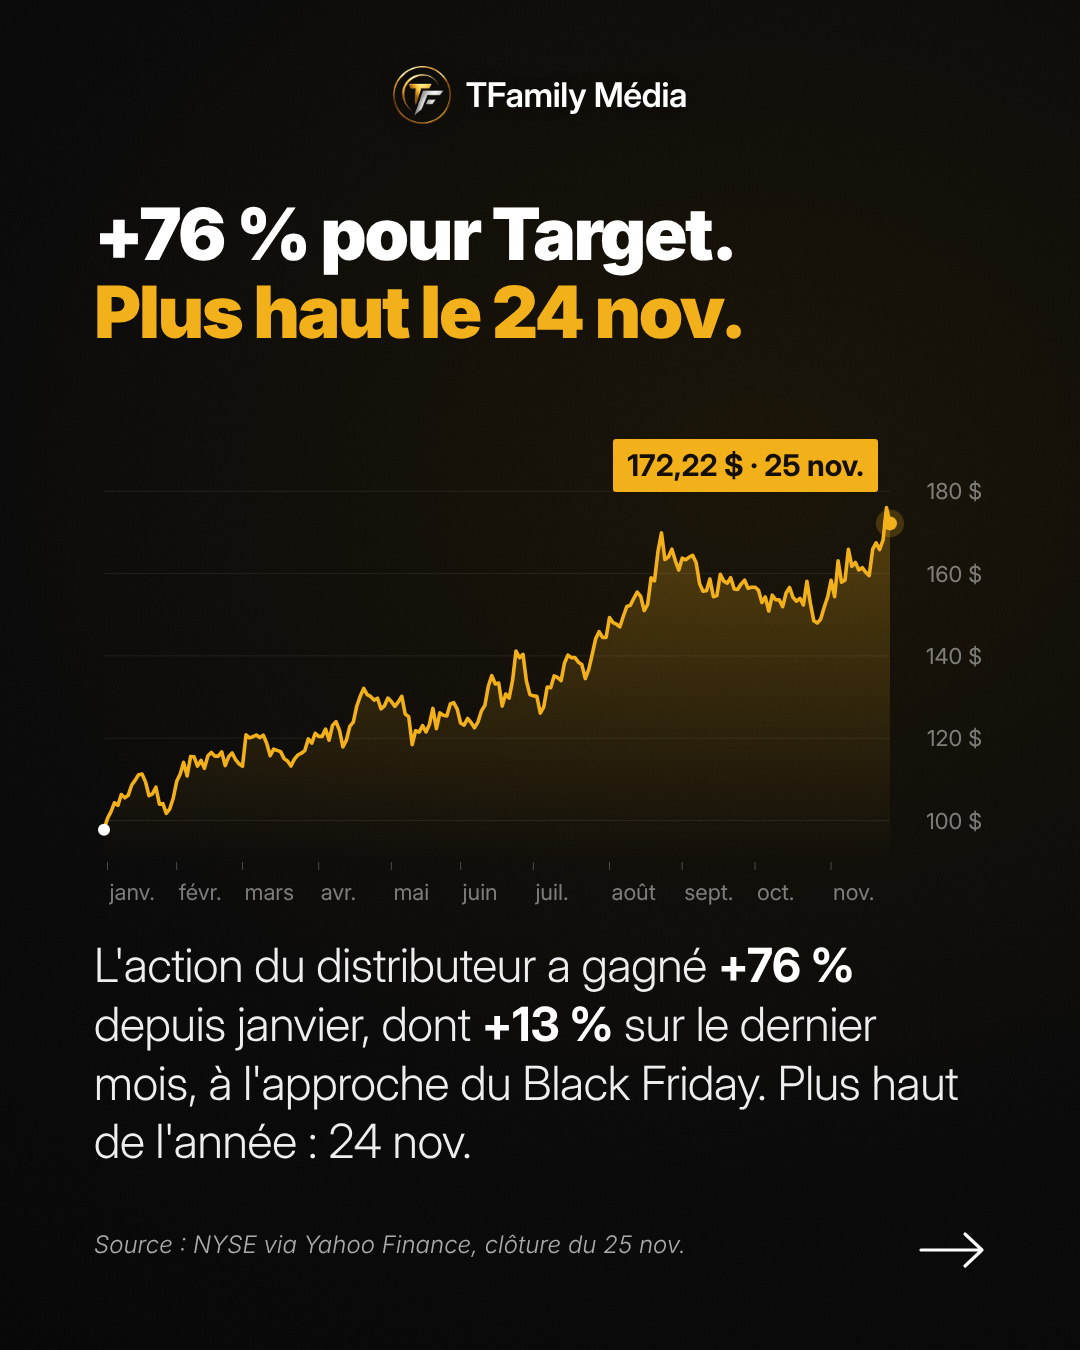 TFamily Média
+76 % pour Target.
Plus haut le 24 nov.
172,22 $ · 25 nov.
180 $
160 $
140 $
120 $
100 $
janv. févr. mars avr. mai juin juil. août sept. oct. nov.
L'action du distributeur a gagné +76 %
depuis janvier, dont +13 % sur le dernier
mois, à l'approche du Black Friday. Plus haut
de l'année : 24 nov.
Source : NYSE via Yahoo Finance, clôture du 25 nov.